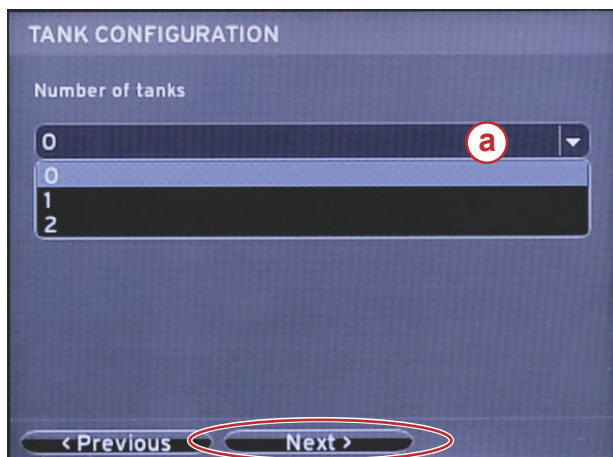 TANK CONFIGURATION
Number of tanks
0
a
0
1
2
< Previous
Next >